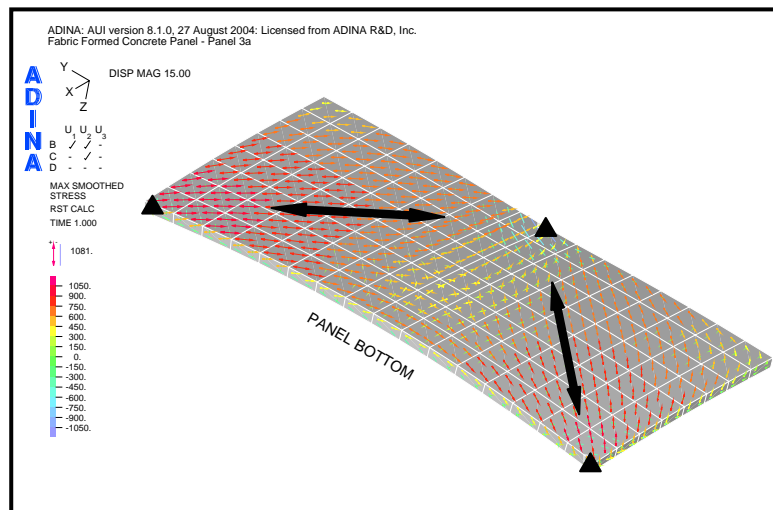 ADINA: AUI version 8.1.0, 27 August 2004: Licensed from ADINA R&D, Inc.
Fabric Formed Concrete Panel - Panel 3a
ADINA
Y
X
Z
DISP MAG 15.00
U1 U2 U3
B ✓ ✓ -
C - ✓ -
D - - -
MAX SMOOTHED
STRESS
RST CALC
TIME 1.000
+ -
1081.
1050.
900.
750.
600.
450.
300.
150.
0.
-150.
-300.
-450.
-600.
-750.
-900.
-1050.
PANEL BOTTOM